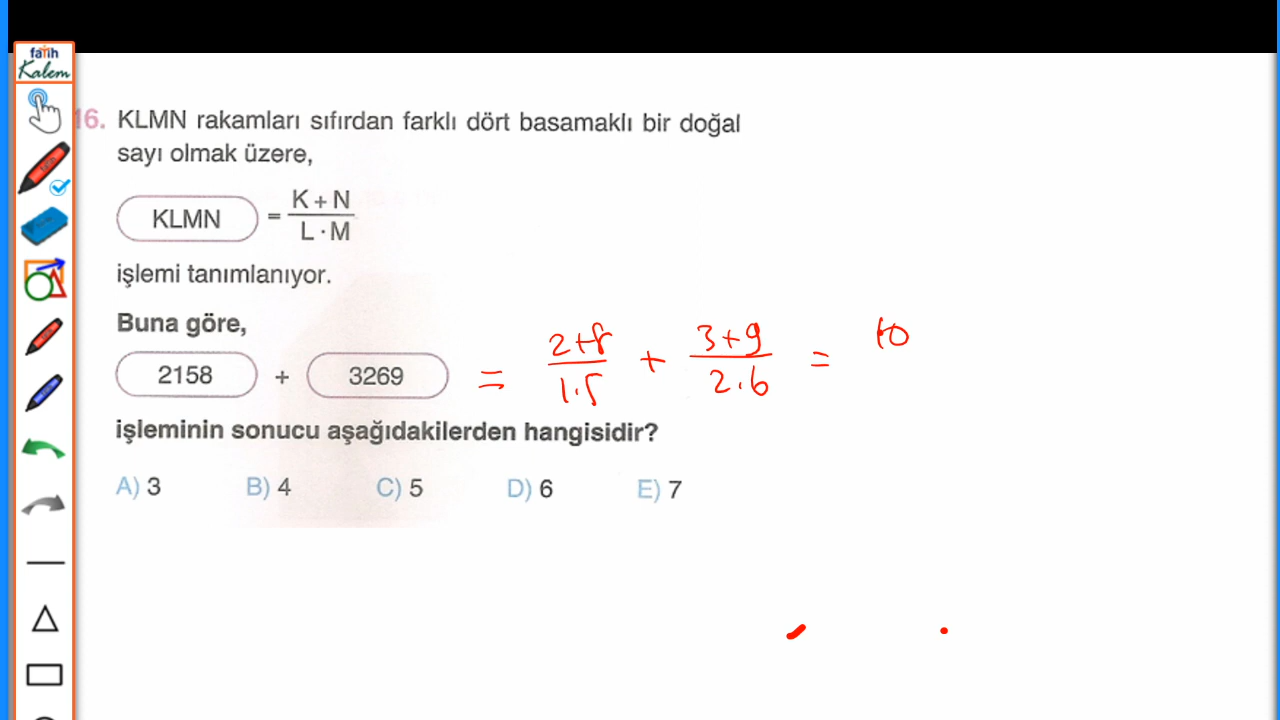 fatih
Kalem
16. KLMN rakamları sıfırdan farklı dört basamaklı bir doğal
sayı olmak üzere,
KLMN = K + N / L · M
işlemi tanımlanıyor.
Buna göre,
2158 + 3269 = 2+8 / 1.5 + 3+9 / 2.6 = 10
işleminin sonucu aşağıdakilerden hangisidir?
A) 3 B) 4 C) 5 D) 6 E) 7